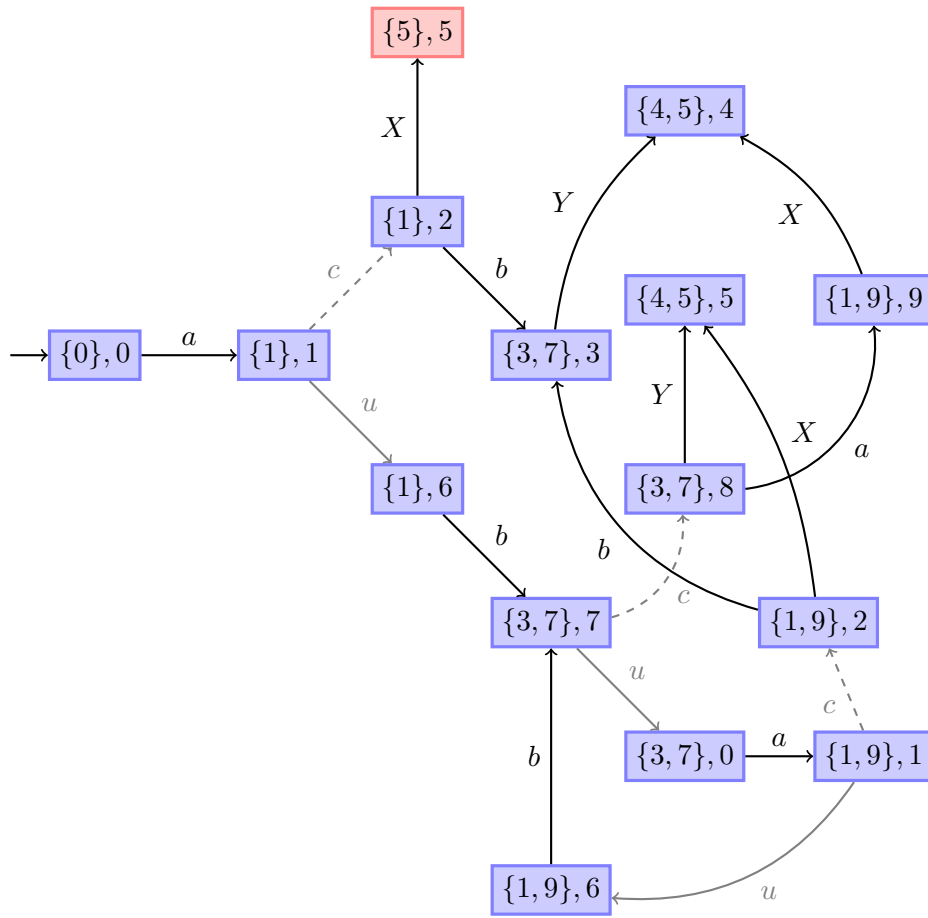 {5}, 5
{4, 5}, 4
X
{1}, 2
Y
X
c
b
{4, 5}, 5
{1, 9}, 9
{0}, 0
a
{1}, 1
{3, 7}, 3
u
Y
X
a
{1}, 6
{3, 7}, 8
b
b
c
{3, 7}, 7
{1, 9}, 2
u
c
b
{3, 7}, 0
a
{1, 9}, 1
{1, 9}, 6
u